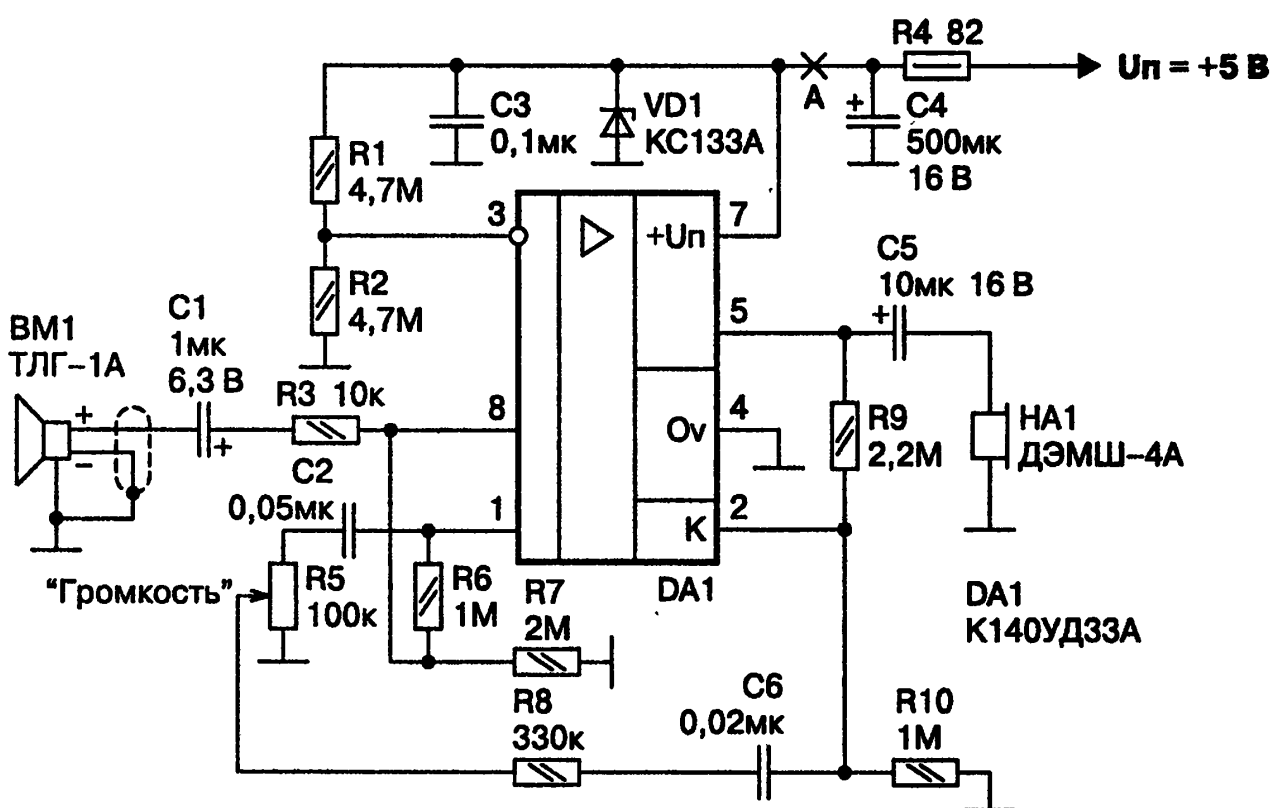 R4 82
Uп = +5 В
A
+
C3
0,1мк
VD1
КС133А
C4
500мк
16 В
R1
4,7М
3
+Uп
7
R2
4,7М
C5
10мк 16 В
+
5
BM1
ТЛГ-1А
C1
1мк
6,3 В
R3 10к
8
4
Ov
R9
2,2М
HA1
ДЭМШ-4А
+
−
+
C2
0,05мк
1
2
K
"Громкость"
R5
100к
R6
1М
R7
2М
DA1
DA1
К140УД33А
R8
330к
C6
0,02мк
R10
1М